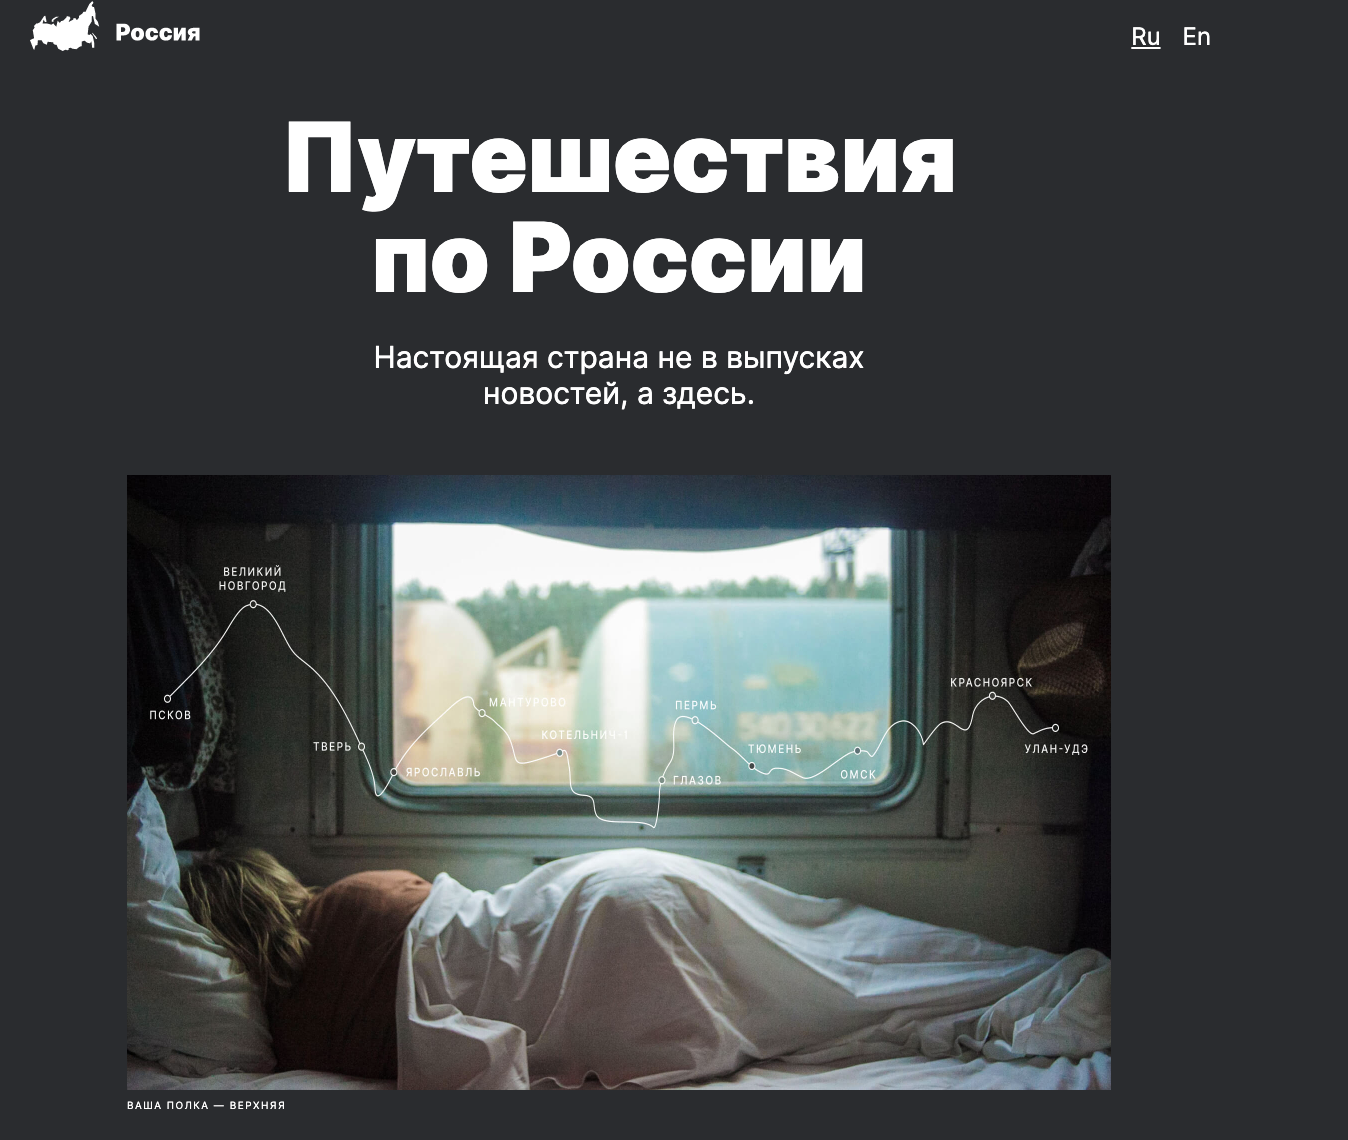 Россия
Ru En
Путешествия
по России
Настоящая страна не в выпусках
новостей, а здесь.
ВЕЛИКИЙ
НОВГОРОД
ПСКОВ
ТВЕРЬ
ЯРОСЛАВЛЬ
МАНТУРОВО
КОТЕЛЬНИЧ-1
ГЛАЗОВ
ПЕРМЬ
ТЮМЕНЬ
ОМСК
КРАСНОЯРСК
УЛАН-УДЭ
54030622
ВАША ПОЛКА — ВЕРХНЯЯ